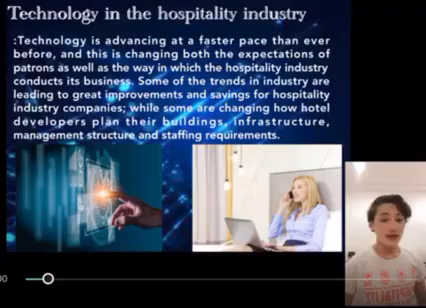 Technology in the hospitality industry
:Technology is advancing at a faster pace than ever
before, and this is changing both the expectations of
patrons as well as the way in which the hospitality industry
conducts its business. Some of the trends in industry are
leading to great improvements and savings for hospitality
industry companies; while some are changing how hotel
developers plan their buildings, infrastructure,
management structure and staffing requirements.